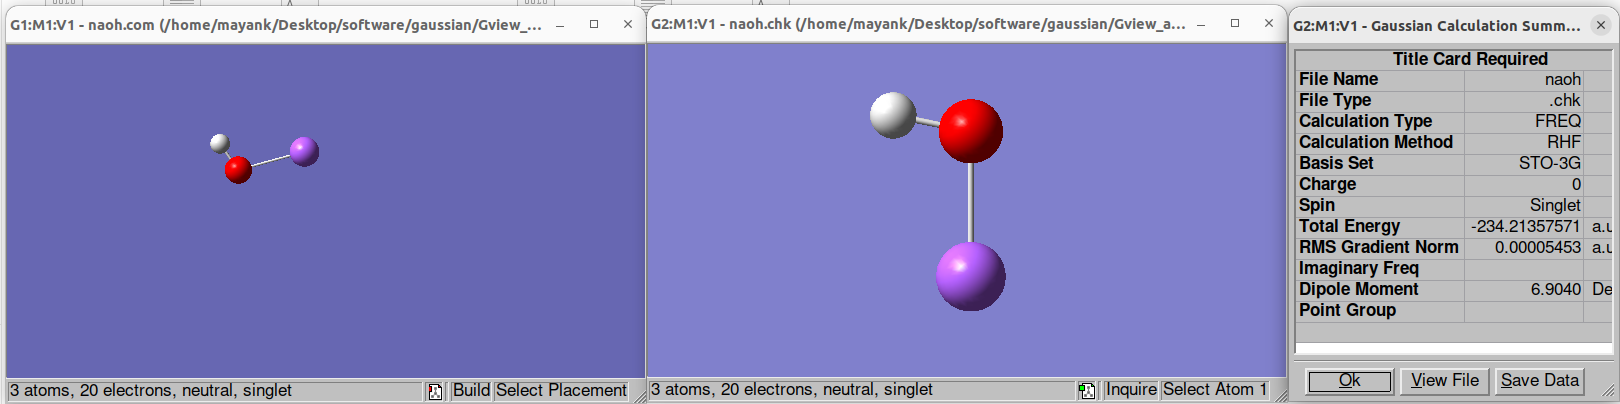 G1:M1:V1 - naoh.com (/home/mayank/Desktop/software/gaussian/Gview_...
3 atoms, 20 electrons, neutral, singlet Build Select Placement
G2:M1:V1 - naoh.chk (/home/mayank/Desktop/software/gaussian/Gview_a...
3 atoms, 20 electrons, neutral, singlet Inquire Select Atom 1
G2:M1:V1 - Gaussian Calculation Summ...
Title Card Required
File Name naoh
File Type .chk
Calculation Type FREQ
Calculation Method RHF
Basis Set STO-3G
Charge 0
Spin Singlet
Total Energy -234.21357571 a.u
RMS Gradient Norm 0.00005453 a.u
Imaginary Freq
Dipole Moment 6.9040 De
Point Group
Ok View File Save Data